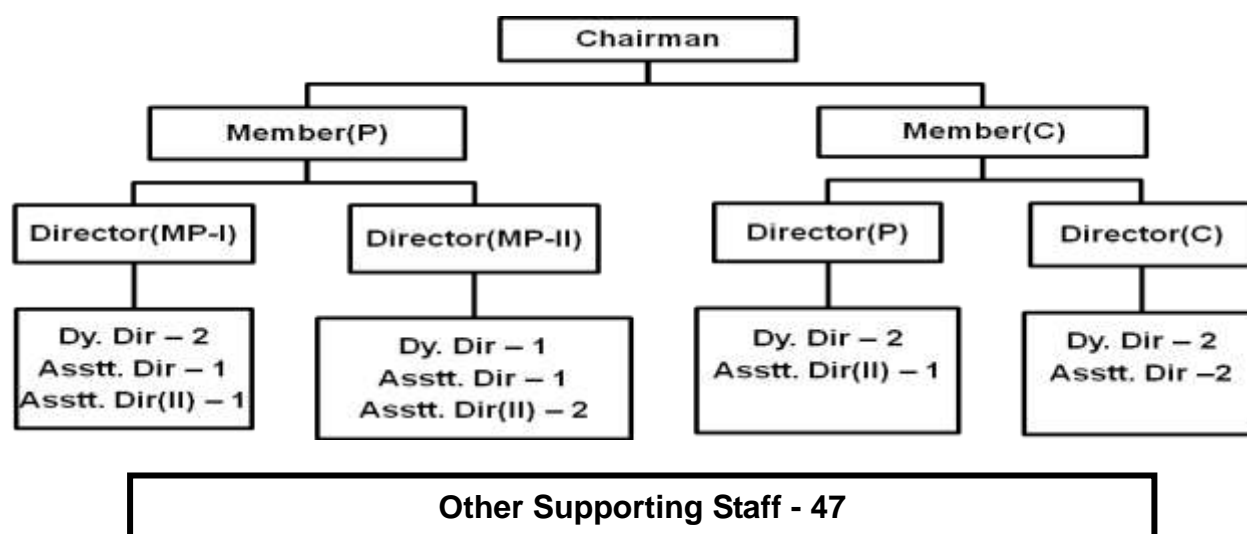 Chairman
Member(P)
Member(C)
Director(MP-I)
Director(MP-II)
Director(P)
Director(C)
Dy. Dir – 2
Asstt. Dir – 1
Asstt. Dir(II) – 1
Dy. Dir – 1
Asstt. Dir – 1
Asstt. Dir(II) – 2
Dy. Dir – 2
Asstt. Dir(II) – 1
Dy. Dir – 2
Asstt. Dir –2
Other Supporting Staff - 47